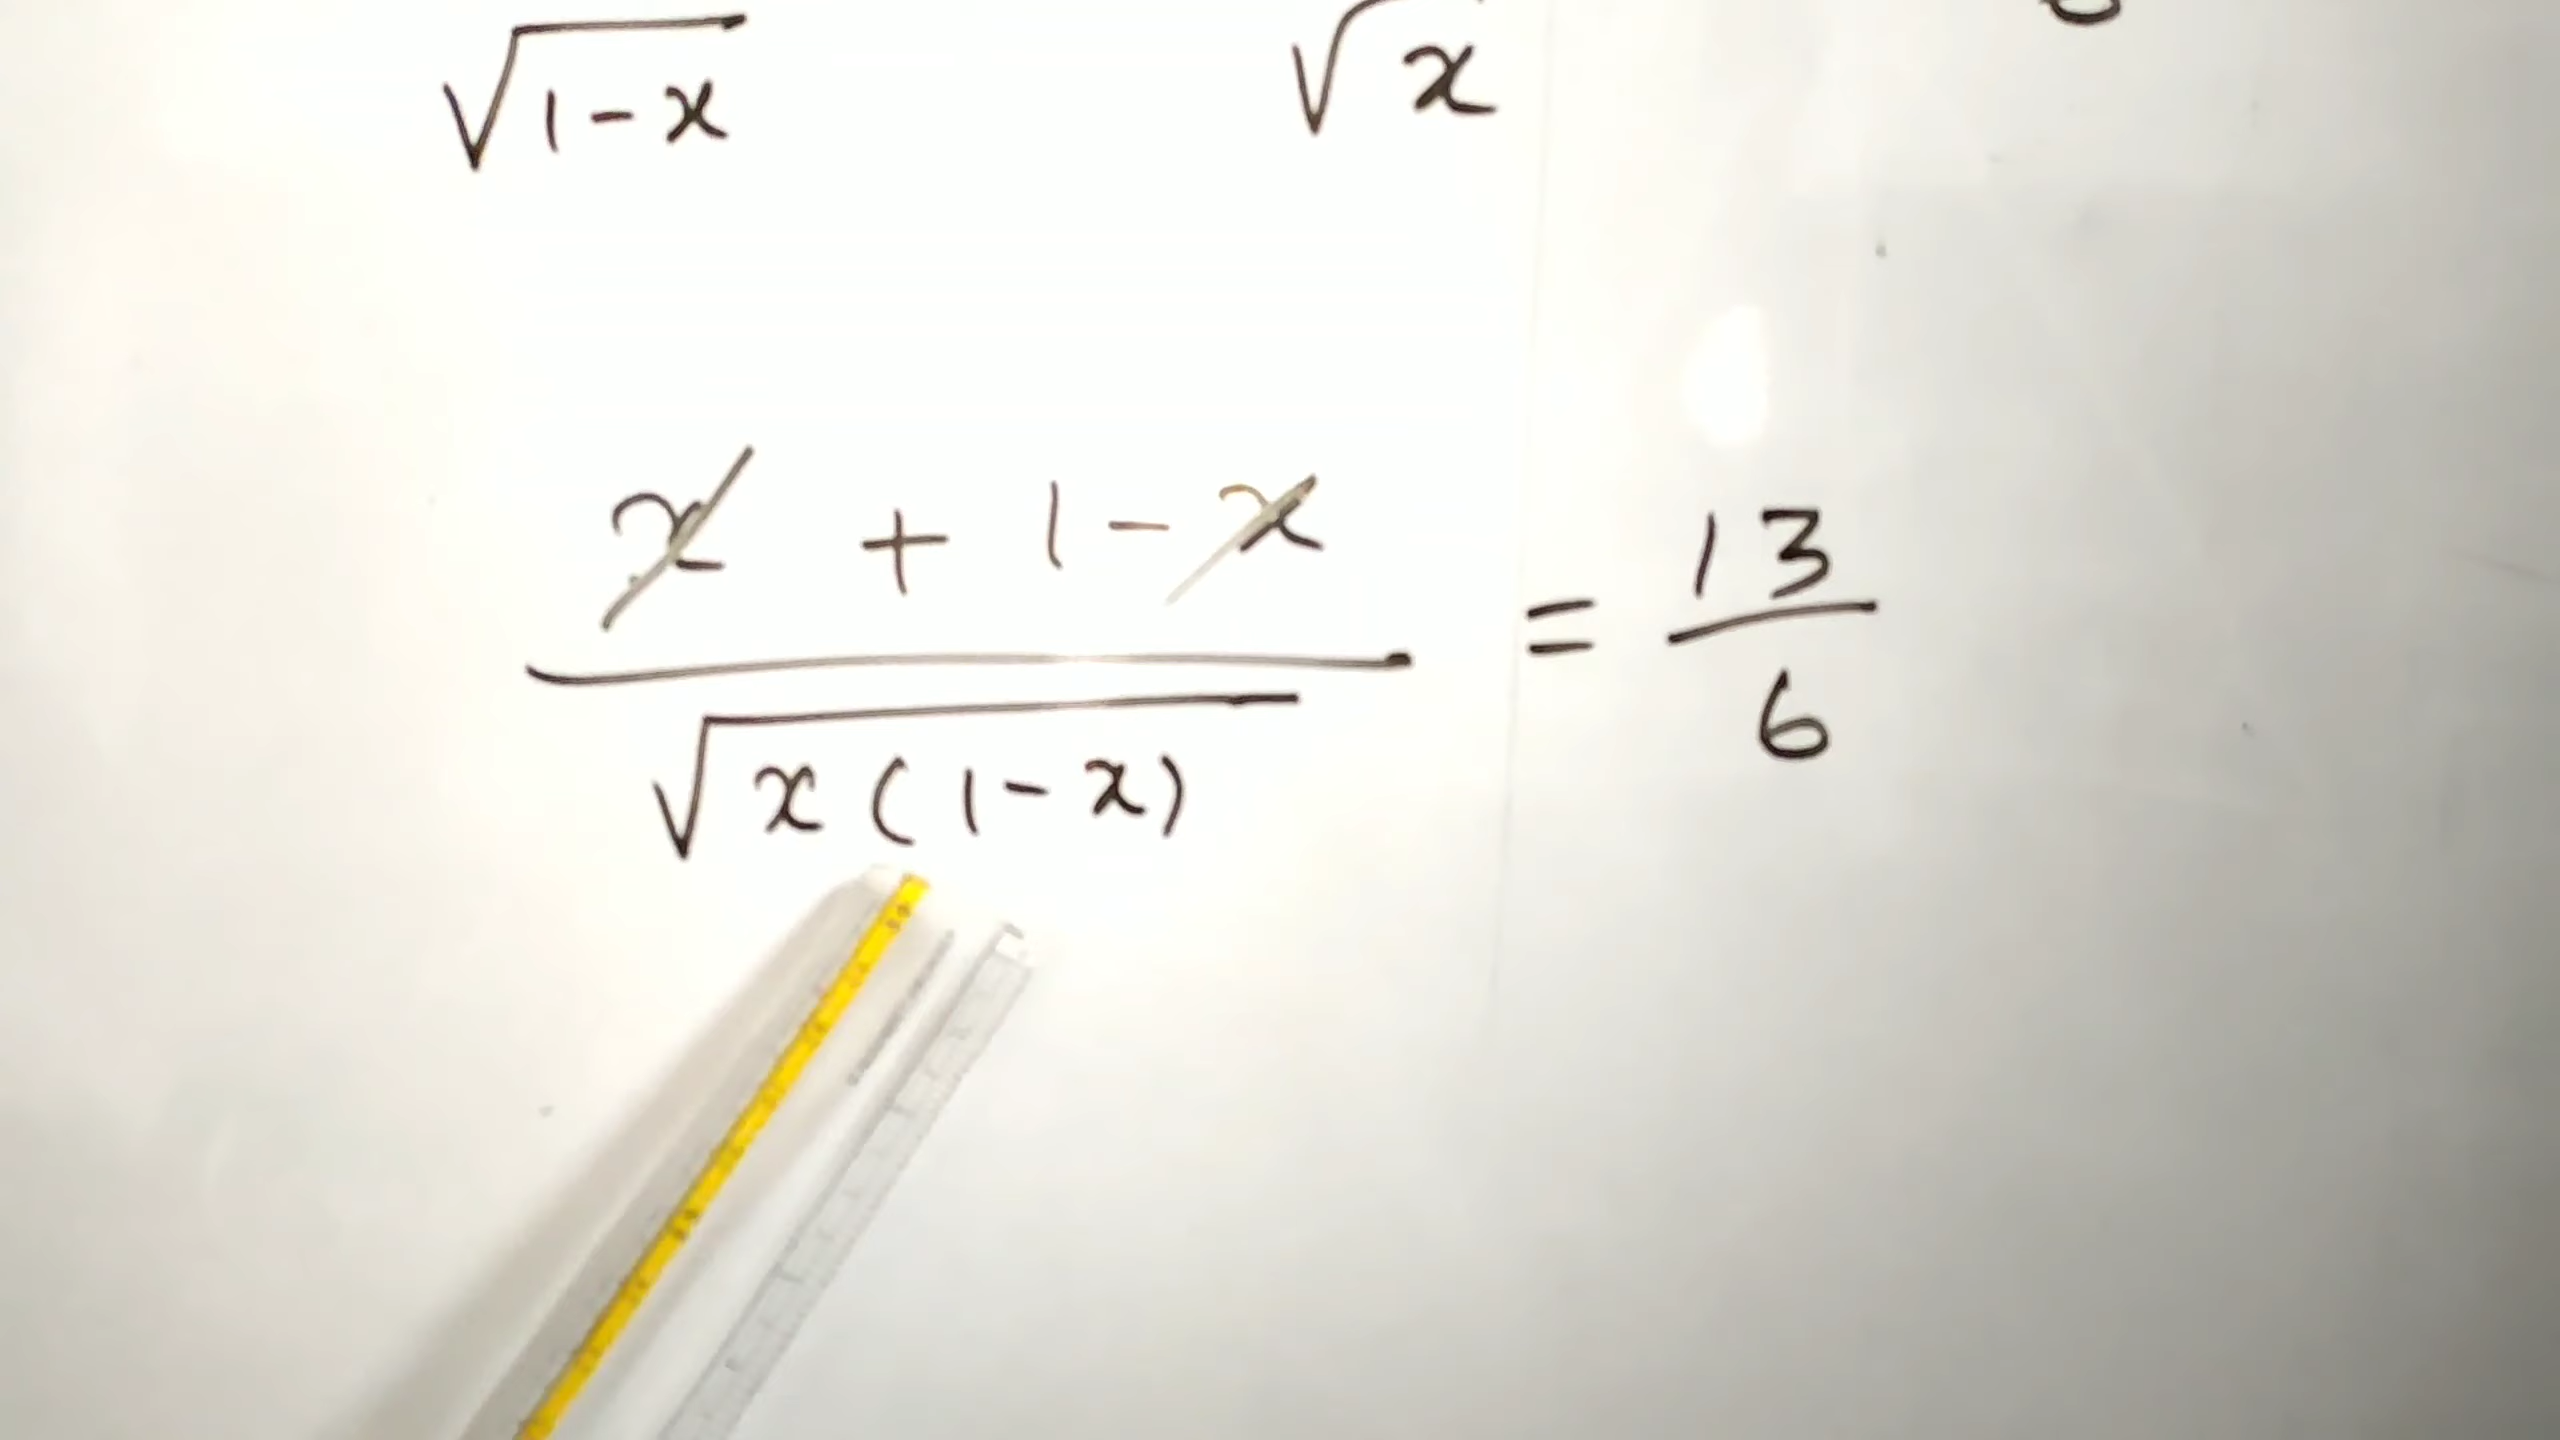 √1-x √x
x + 1 - x
= 13/6
√x(1-x)